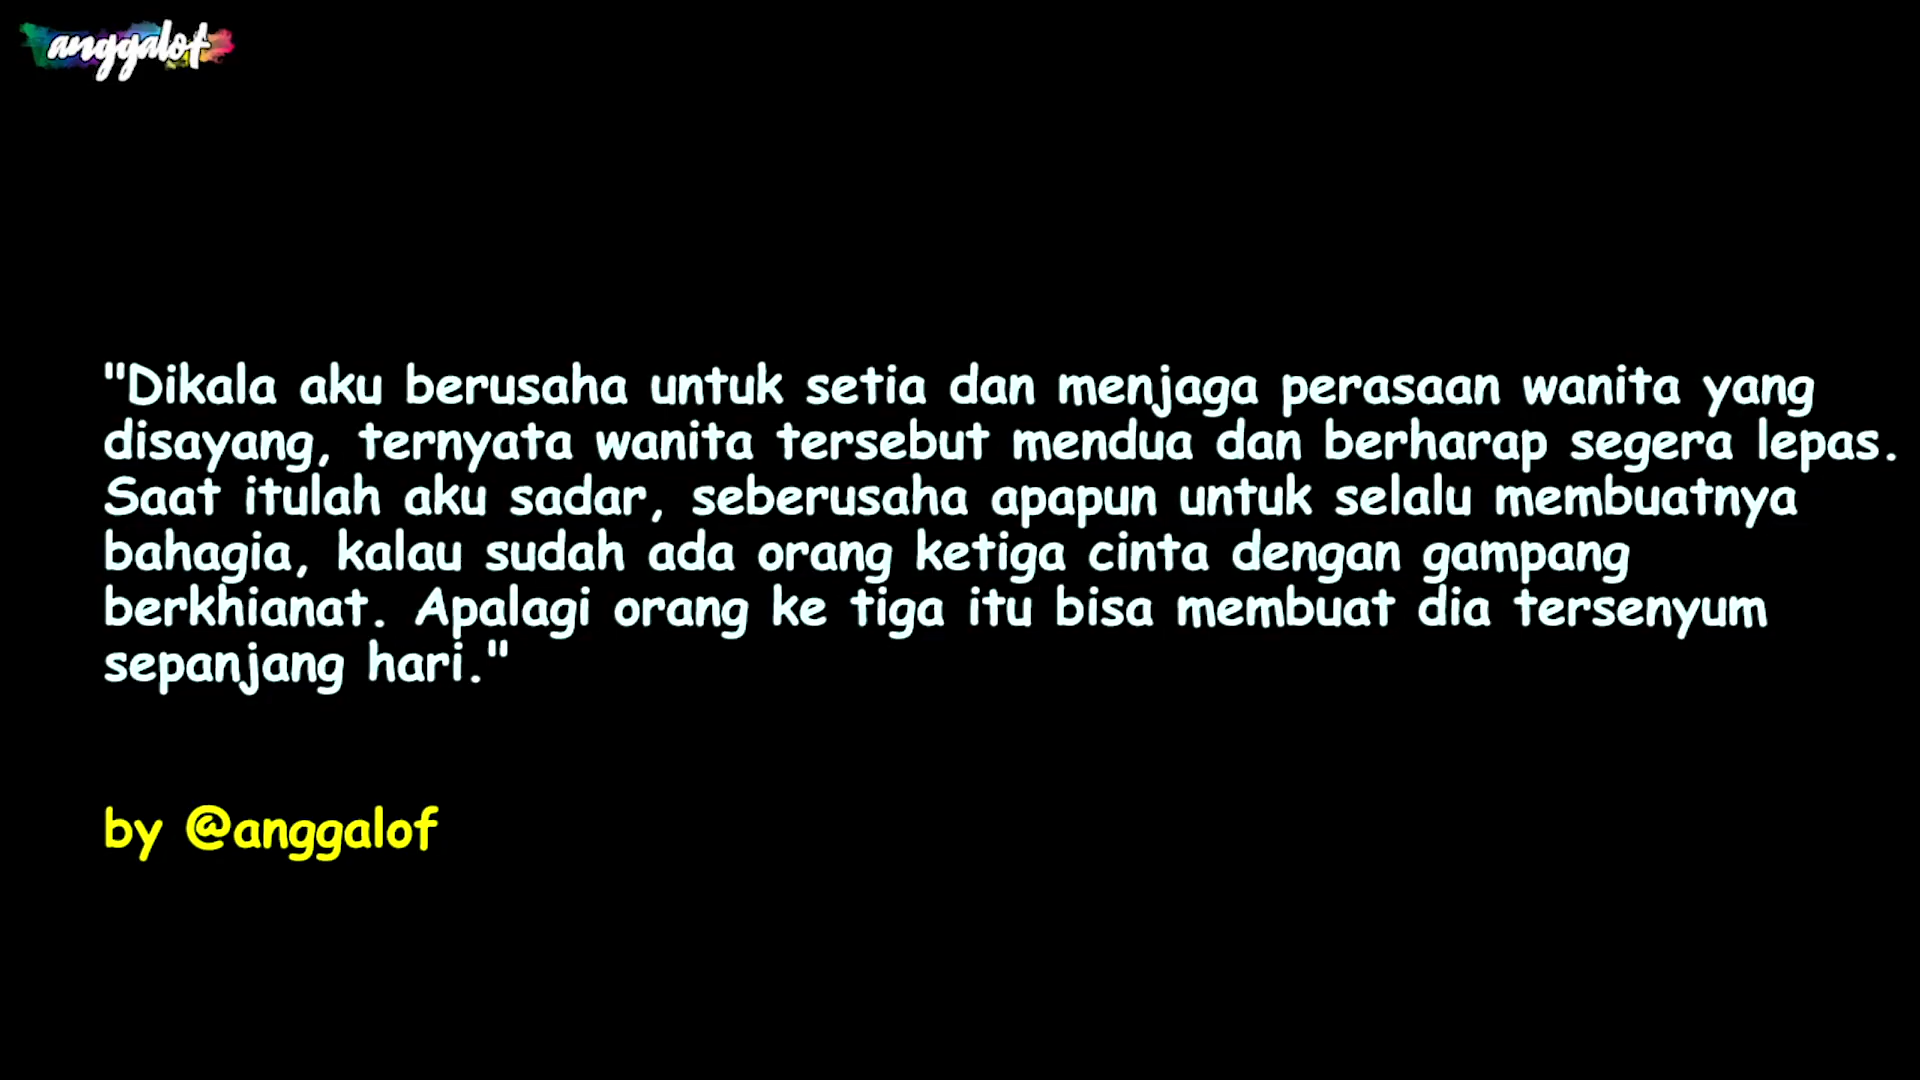 anggalof
"Dikala aku berusaha untuk setia dan menjaga perasaan wanita yang
disayang, ternyata wanita tersebut mendua dan berharap segera lepas.
Saat itulah aku sadar, seberusaha apapun untuk selalu membuatnya
bahagia, kalau sudah ada orang ketiga cinta dengan gampang
berkhianat. Apalagi orang ke tiga itu bisa membuat dia tersenyum
sepanjang hari."
by @anggalof